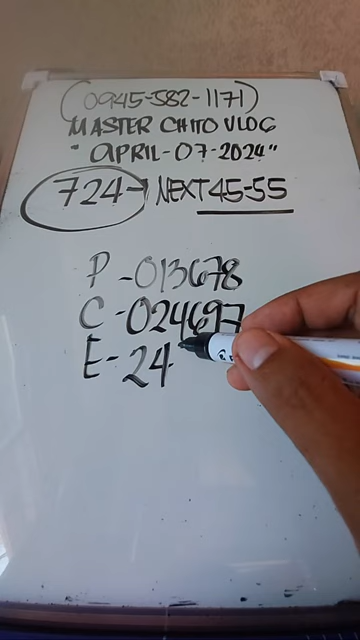 (0945-582-1171)
MASTER CHITO VLOG
"APRIL-07-2024"
724→ NEXT 45-55
P-013678
C-024697
E-24